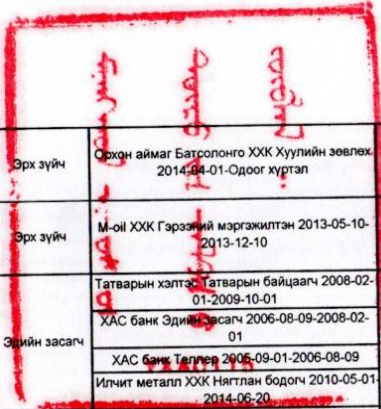 Эрх зүйч
Орхон аймаг Батсолонго ХХК Хуулийн зөвлөх
2014-04-01-Одоог хүртэл
Эрх зүйч
M-oil ХХК Гэрээний мэргэжилтэн 2013-05-10-
2013-12-10
Эдийн засагч
Татварын хэлтэс Татварын байцаагч 2008-02-
01-2009-10-01
ХАС банк Эдийн засагч 2006-08-09-2008-02-
01
ХАС банк Теллер 2005-09-01-2006-08-09
Илчит металл ХХК Нягтлан бодогч 2010-05-01-
2014-06-20